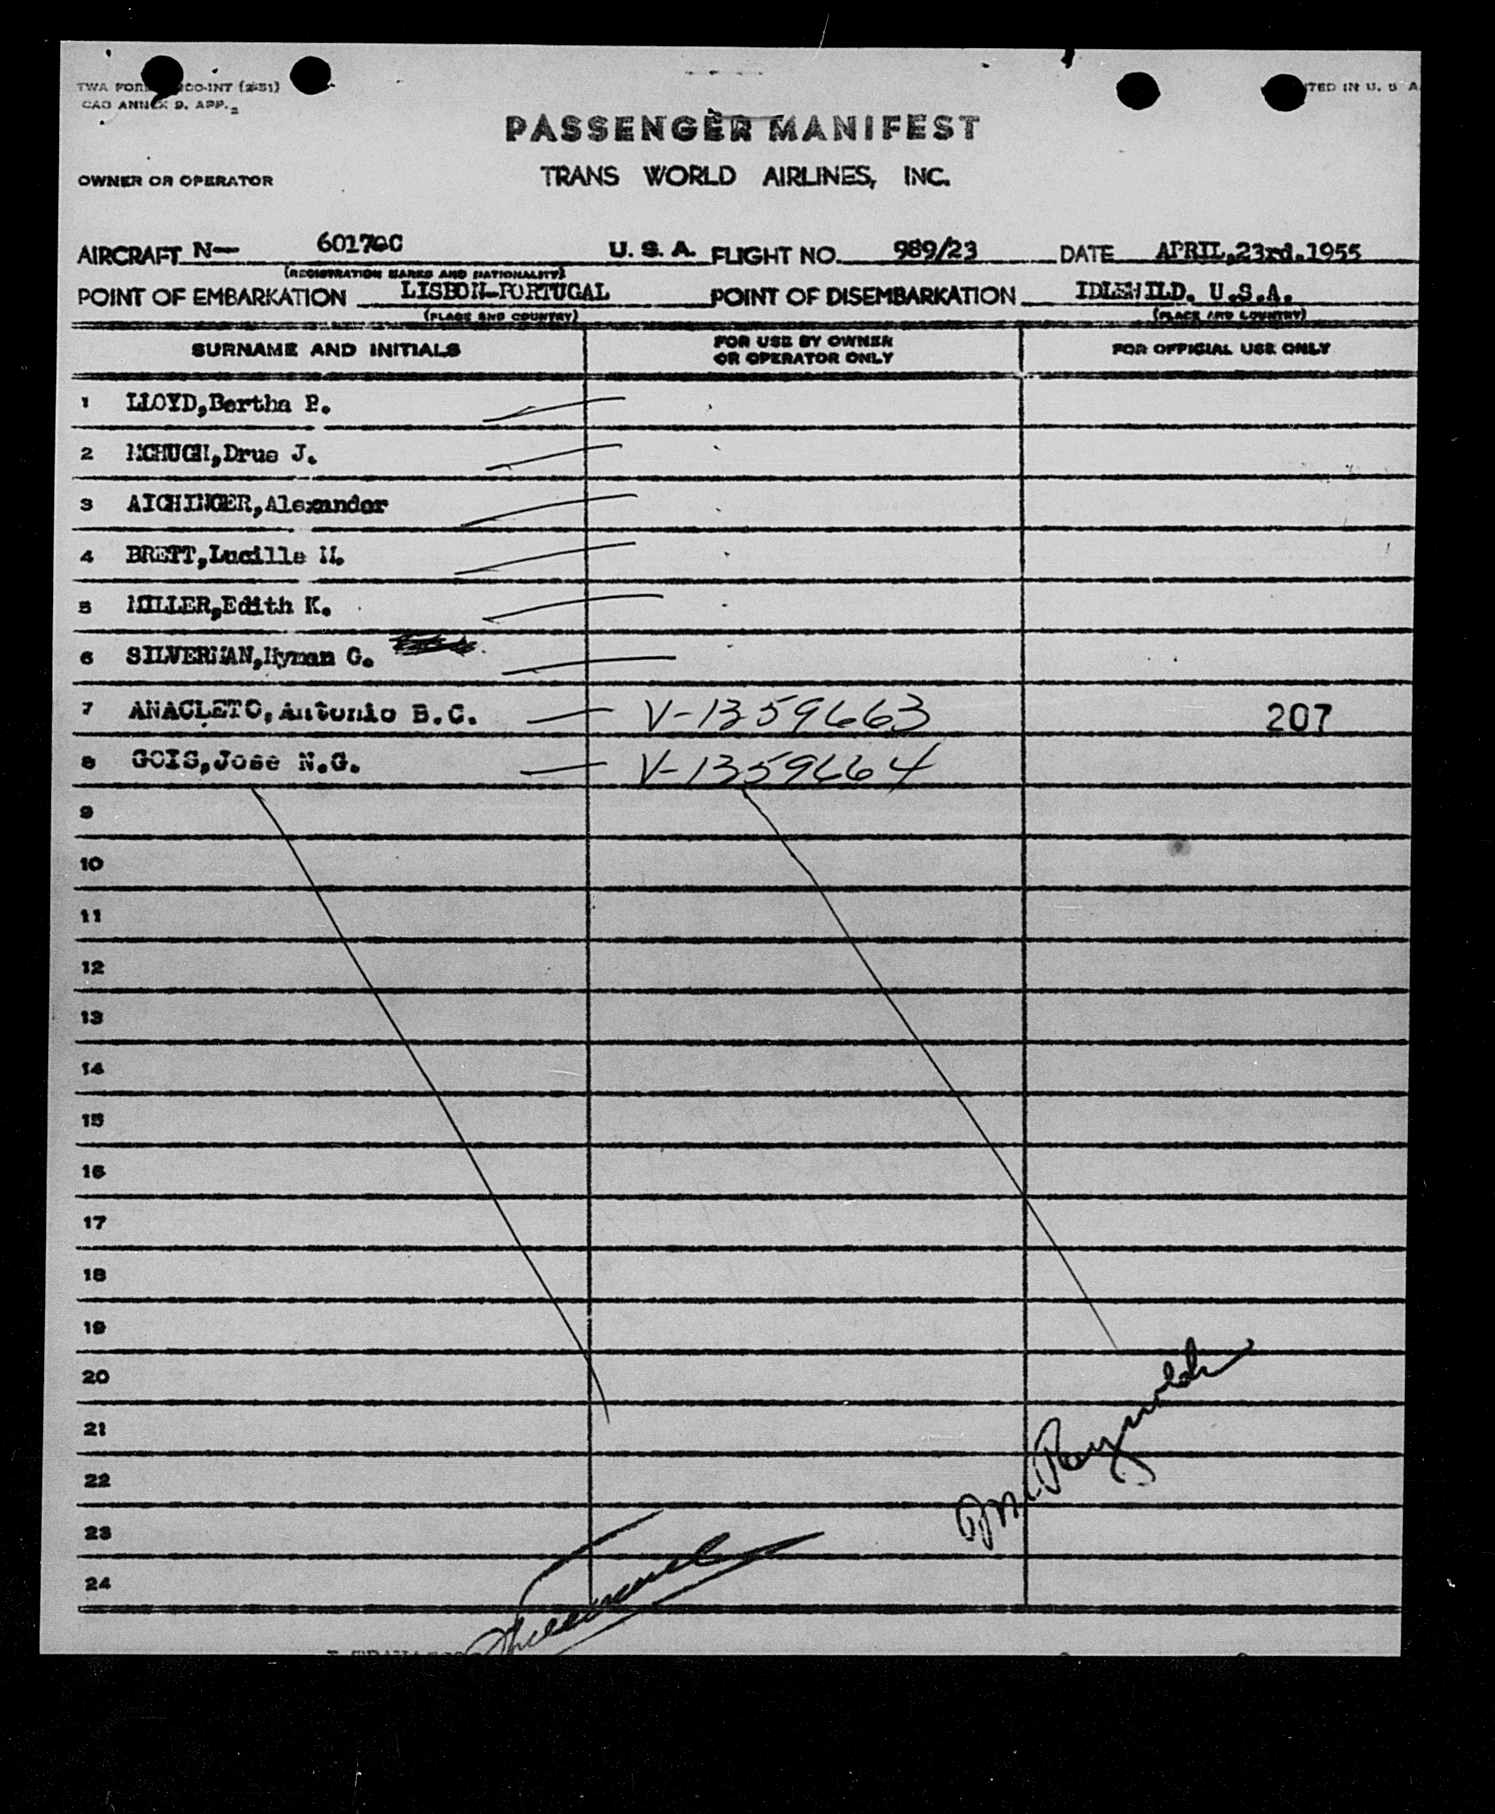 CAO ANNEX 9. APP. 2
PASSENGER MANIFEST
OWNER OR OPERATOR TRANS WORLD AIRLINES, INC.
AIRCRAFT N— U. S. A. FLIGHT NO. 989/23 DATE APRIL,23rd.1955
(REGISTRATION MARKS AND NATIONALITY)
POINT OF EMBARKATION LISBON-PORTUGAL POINT OF DISEMBARKATION IDLEWILD. U.S.A.
(PLACE AND COUNTRY) (PLACE AND COUNTRY)
SURNAME AND INITIALS FOR USE BY OWNER OR OPERATOR ONLY FOR OFFICIAL USE ONLY
1 LLOYD,Bertha P.
2 MCHUGH,Drue J.
3 AICHINGER,Alexander
4 BRETT,Lucille M.
5 MILLER,Edith K.
6 SILVERMAN,Hyman G.
7 ANACLETO,Antonio B.C. V-1359663 207
8 GOIS,Jose N.G. V-1359664
9
10
11
12
13
14
15
16
17
18
19
20
21
22
23
24
Reynolds